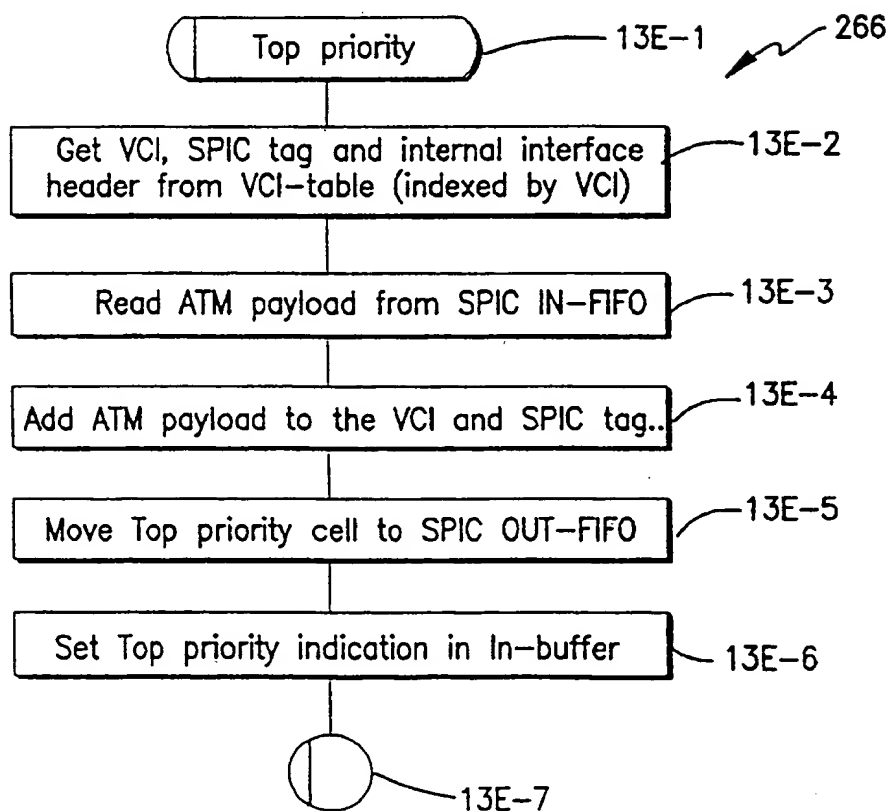 Top priority
13E-1
266
Get VCI, SPIC tag and internal interface
header from VCI-table (indexed by VCI)
13E-2
Read ATM payload from SPIC IN-FIFO
13E-3
Add ATM payload to the VCI and SPIC tag..
13E-4
Move Top priority cell to SPIC OUT-FIFO
13E-5
Set Top priority indication in In-buffer
13E-6
13E-7